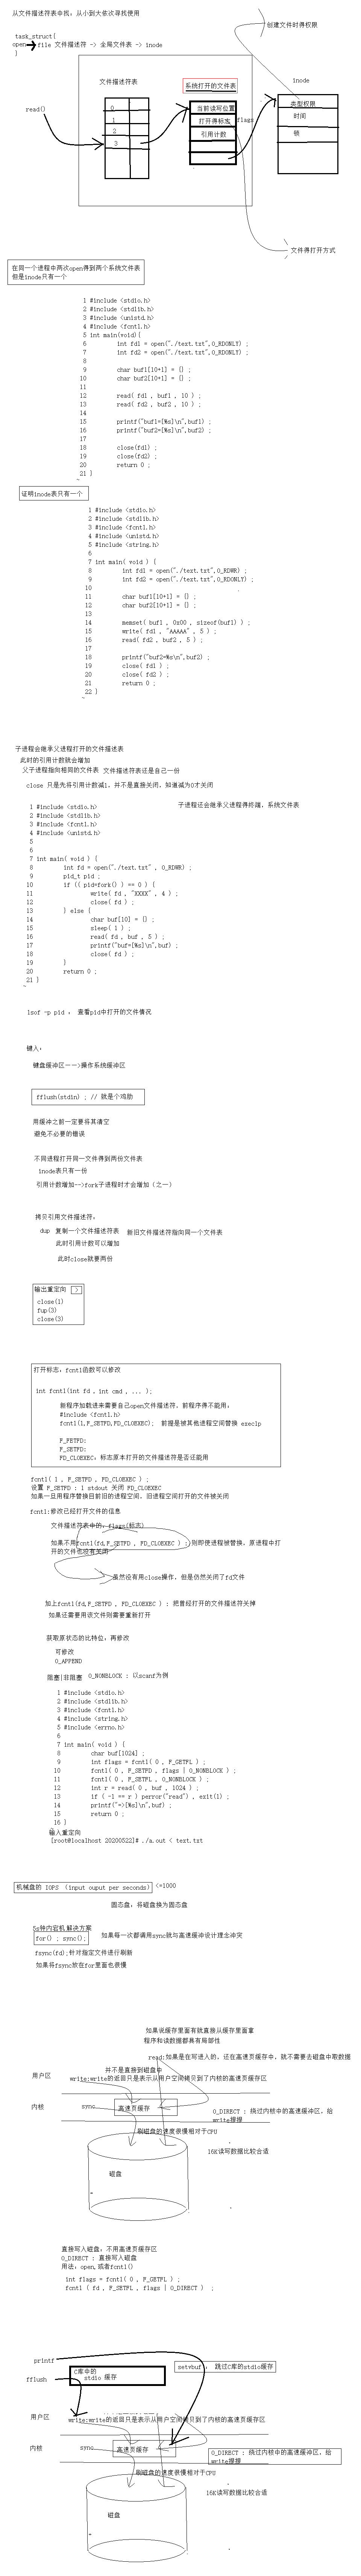 从文件描述符表中找：从小到大依次寻找使用
创建文件时得权限
task_struct{
open
file 文件描述符 -> 全局文件表 -> inode
}
文件描述符表
系统打开的文件表
inode
read()
0
1
2
3
当前读写位置
打开得标志
引用计数
flags
类型权限
时间
锁
文件得打开方式
在同一个进程中两次open得到两个系统文件表
但是inode只有一个
1 #include <stdio.h>
2 #include <stdlib.h>
3 #include <unistd.h>
4 #include <fcntl.h>
5 int main(void){
6 int fd1 = open("./text.txt",O_RDONLY) ;
7 int fd2 = open("./text.txt",O_RDONLY) ;
8
9 char buf1[10+1] = {} ;
10 char buf2[10+1] = {} ;
11
12 read( fd1 , buf1 , 10 ) ;
13 read( fd2 , buf2 , 10 ) ;
14
15 printf("buf1=[%s]\n",buf1) ;
16 printf("buf2=[%s]\n",buf2) ;
17
18 close(fd1) ;
19 close(fd2) ;
20 return 0 ;
21 }
~
证明inode表只有一个
1 #include <stdio.h>
2 #include <stdlib.h>
3 #include <fcntl.h>
4 #include <unistd.h>
5 #include <string.h>
6
7 int main( void ) {
8 int fd1 = open("./text.txt",O_RDWR) ;
9 int fd2 = open("./text.txt",O_RDONLY) ;
10
11 char buf1[10+1] = {} ;
12 char buf2[10+1] = {} ;
13
14 memset( buf1 , 0x00 , sizeof(buf1) ) ;
15 write( fd1 , "AAAAA" , 5 ) ;
16 read( fd2 , buf2 , 5 ) ;
17
18 printf("buf2=%s\n",buf2) ;
19 close( fd1 ) ;
20 close( fd2 ) ;
21 return 0 ;
22 }
~
子进程会继承父进程打开的文件描述表
此时的引用计数就会增加
父子进程指向相同的文件表 文件描述符表还是自己一份
close 只是先将引用计数减1，并不是直接关闭，知道减为0才关闭
子进程还会继承父进程得终端，系统文件表
1 #include <stdio.h>
2 #include <stdlib.h>
3 #include <fcntl.h>
4 #include <unistd.h>
5
6
7 int main( void ) {
8 int fd = open("./text.txt" , O_RDWR) ;
9 pid_t pid ;
10 if (( pid=fork() ) == 0 ) {
11 write( fd , "XXXX" , 4 ) ;
12 close( fd ) ;
13 } else {
14 char buf[10] = {} ;
15 sleep( 1 ) ;
16 read( fd , buf , 5 ) ;
17 printf("buf=[%s]\n",buf) ;
18 close( fd ) ;
19 }
20 return 0 ;
21 }
~
lsof -p pid ： 查看pid中打开的文件情况
键入：
键盘缓冲区——>操作系统缓冲区
fflush(stdin) ; // 就是个鸡肋
用缓冲之前一定要将其清空
避免不必要的错误
不同进程打开同一文件得到两份文件表
inode表只有一份
引用计数增加-->fork子进程时才会增加（之一）
拷贝引用文件描述符：
dup 复制一个文件描述符表 新旧文件描述符指向同一个文件表
此时引用计数可以增加
此时close就要两份
输出重定向 >
close(1)
fup(3)
close(3)
打开标志，fcntl函数可以修改
int fcntl(int fd , int cmd , ... );
新程序加载进来需要自己open文件描述符，前程序得不能用：
#include <fcntl.h>
fcntl(1,F_SETFD,FD_CLOEXEC); 前提是被其他进程空间替换 execlp
F_FETFD:
F_SETFD:
FD_CLOEXEC：标志原本打开的文件描述符是否还能用
fcntl( 1 , F_SETFD , FD_CLOEXEC ) ;
设置 F_SETFD : 1 stdout 关闭 FD_CLOEXEC
如果一旦用程序替换目前旧的进程空间，旧进程空间打开的文件被关闭
fcntl:修改已经打开文件的信息
文件描述符表中的：flags(标志)
如果不用fcntl(fd,F_SETFD , FD_CLOEXEC ) : 则即使进程被替换，原进程中打
开的文件也没有关闭
虽然没有用close操作，但是仍然关闭了fd文件
加上fcntl(fd,F_SETFD , FD_CLOEXEC ) : 把曾经打开的文件描述符关掉
如果还需要用该文件则需要重新打开
获取原状态的比特位，再修改
可修改
O_APPEND
阻塞|非阻塞 O_NONBLOCK : 以scanf为例
1 #include <stdio.h>
2 #include <stdlib.h>
3 #include <fcntl.h>
4 #include <string.h>
5 #include <errno.h>
6
7 int main( void ) {
8 char buf[1024] ;
9 int flags = fcntl( 0 , F_GETFL ) ;
10 fcntl( 0 , F_SETFD , flags | O_NONBLOCK ) ;
11 fcntl( 0 , F_SETFL , O_NONBLOCK ) ;
12 int r = read( 0 , buf , 1024 ) ;
13 if ( -1 == r ) perror("read") , exit(1) ;
14 printf("=>[%s]\n",buf) ;
15 return 0 ;
16 }
~
输入重定向
[root@localhost 20200522]# ./a.out < text.txt
机械盘的 IOPS （input ouput per seconds） <=1000
固态盘，将磁盘换为固态盘
5s钟内宕机 解决方案
for() ; sync();
如果每一次都调用sync就与高速缓冲设计理念冲突
fsync(fd);针对指定文件进行刷新
如果将fsync放在for里面也很慢
如果说缓存里面有就直接从缓存里面拿
程序和读数据都具有局部性
read:如果是在写进入的，还在高速页缓存中，就不需要去磁盘中取数据
并不是直接到磁盘中
用户区
write:write的返回只是表示从用户空间拷贝到了内核的高速页缓存区
内核
sync
高速页缓存
O_DIRECT : 绕过内核中的高速缓冲区，给
write提提
刷磁盘的速度很慢相对于CPU
16K读写数据比较合适
磁盘
直接写入磁盘：不用高速页缓存区
O_DIRECT : 直接写入磁盘
用法：open,或者fcntl()
int flags = fcntl( 0 , F_GETFL ) ;
fcntl ( fd , F_SETFL , flags | O_DIRECT ) ;
printf
C库中的
stdio 缓存
setvbuf ， 跳过C库的stdio缓存
fflush
用户区
write:write的返回只是表示从用户空间拷贝到了内核的高速页缓存区
内核
sync
高速页缓存
O_DIRECT : 绕过内核中的高速缓冲区，给
write提提
刷磁盘的速度很慢相对于CPU
16K读写数据比较合适
磁盘